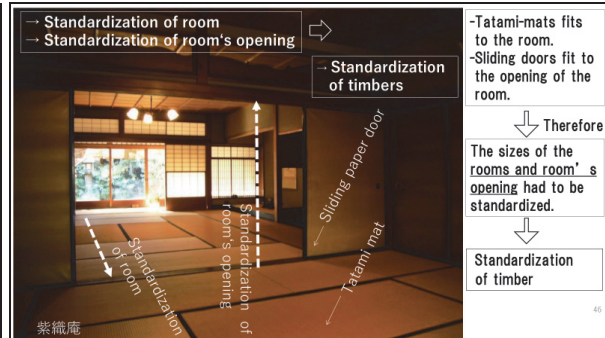 → Standardization of room
→ Standardization of room's opening
→ Standardization
of timbers
Sliding paper door
Tatami mat
Standardization of
room's opening
Standardization
of room
紫織庵
-Tatami-mats fits
to the room.
-Sliding doors fit to
the opening of the
room.
Therefore
The sizes of the
rooms and room's
opening had to be
standardized.
Standardization
of timber
46